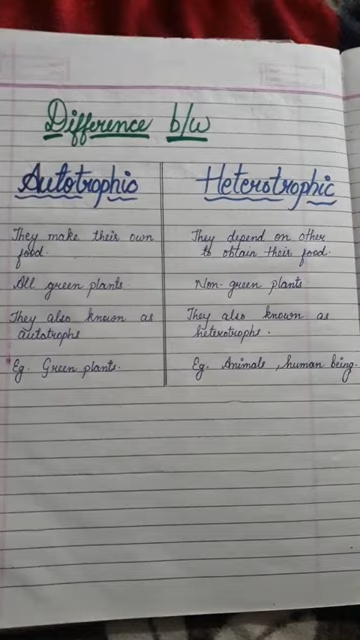 Difference b/w
Autotrophic
They make their own
food.
All green plants.
They also known as
autotrophs
Eg. Green plants.
Heterotrophic
They depend on other
to obtain their food.
Non-green plants
They also known as
heterotrophs.
Eg. Animals, human being.